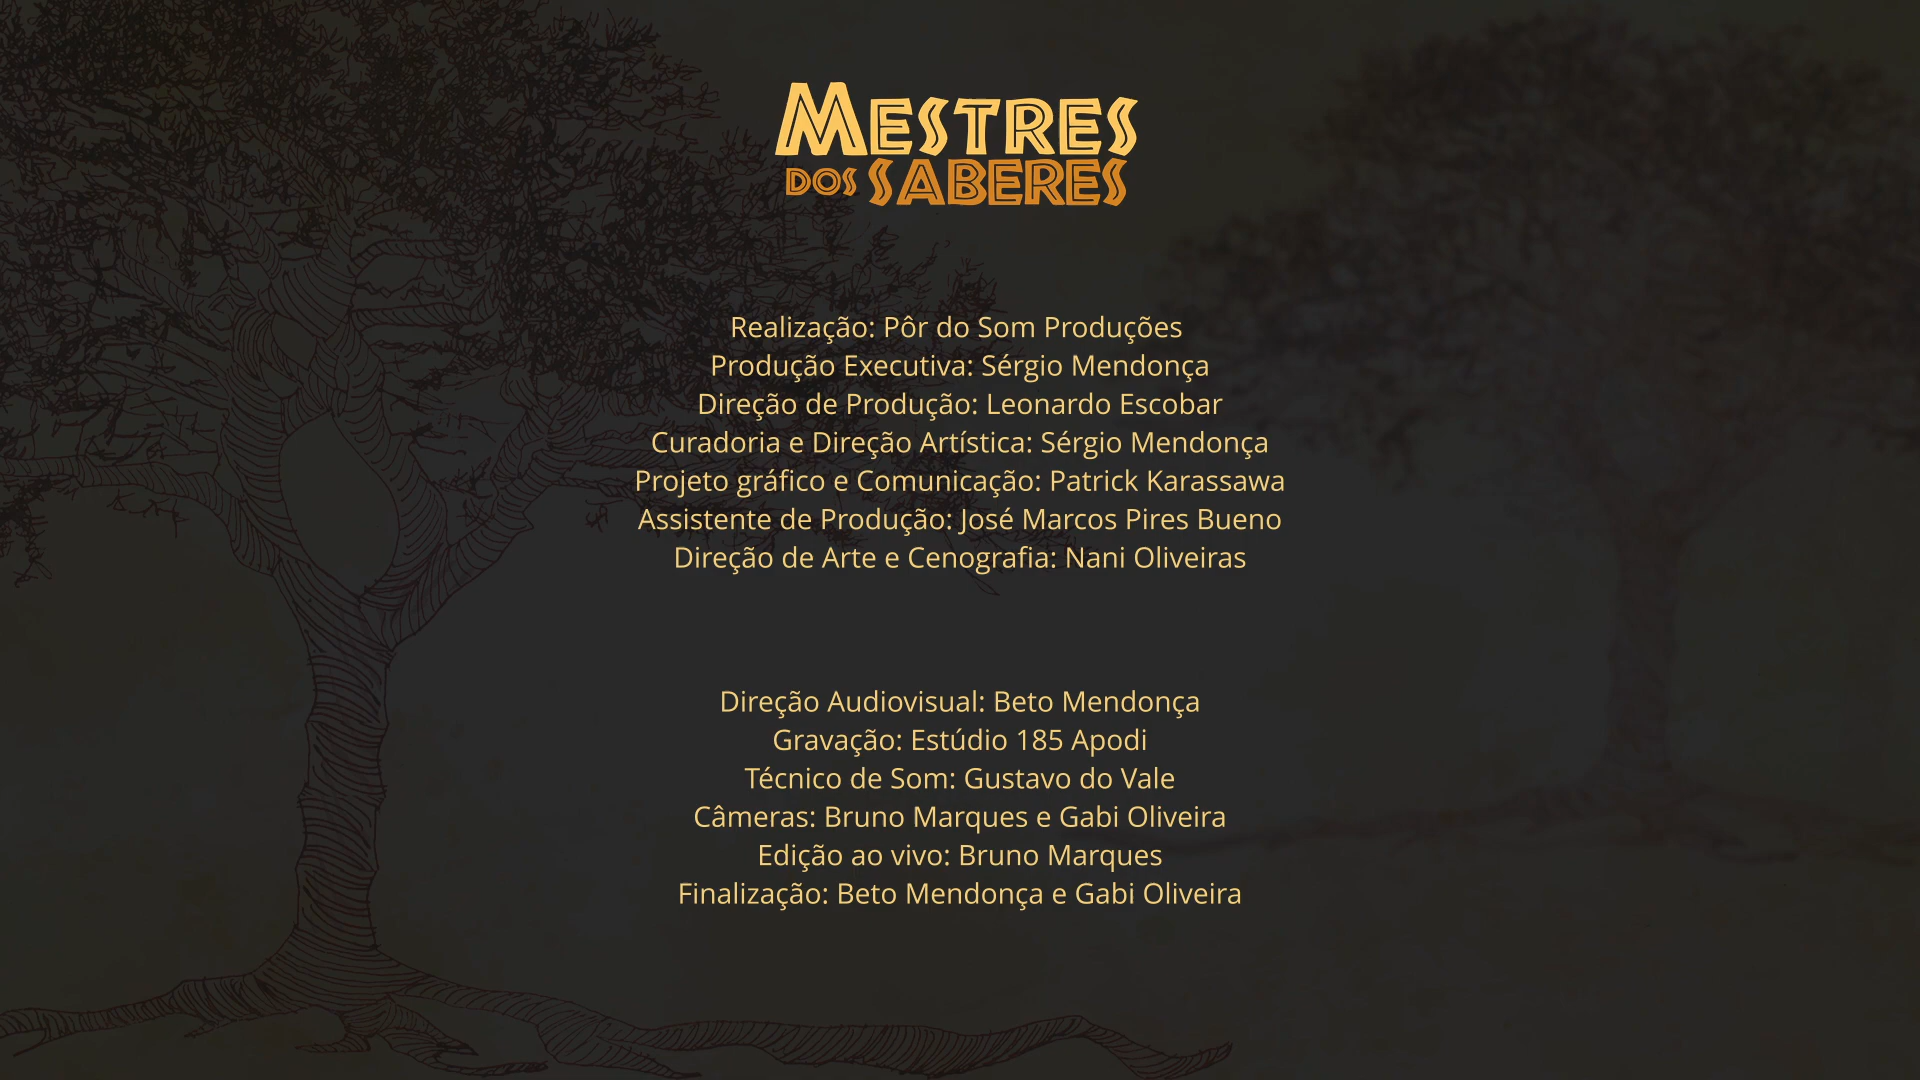 MESTRES
DOS SABERES
Realização: Pôr do Som Produções
Produção Executiva: Sérgio Mendonça
Direção de Produção: Leonardo Escobar
Curadoria e Direção Artística: Sérgio Mendonça
Projeto gráfico e Comunicação: Patrick Karassawa
Assistente de Produção: José Marcos Pires Bueno
Direção de Arte e Cenografia: Nani Oliveiras
Direção Audiovisual: Beto Mendonça
Gravação: Estúdio 185 Apodi
Técnico de Som: Gustavo do Vale
Câmeras: Bruno Marques e Gabi Oliveira
Edição ao vivo: Bruno Marques
Finalização: Beto Mendonça e Gabi Oliveira